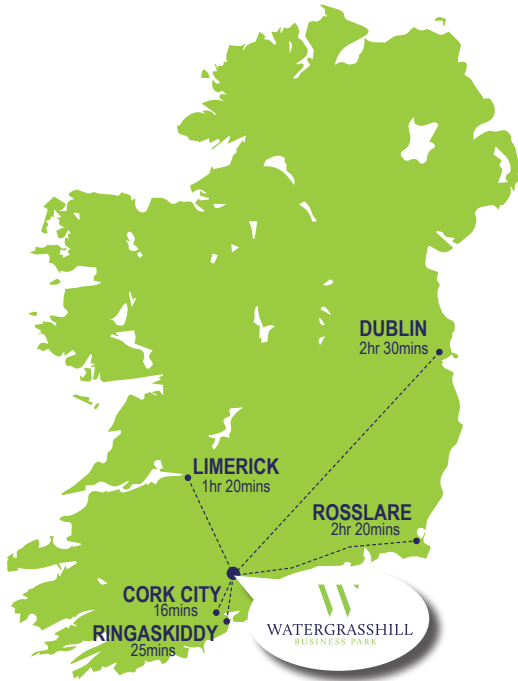 DUBLIN
2hr 30mins
LIMERICK
1hr 20mins
ROSSLARE
2hr 20mins
CORK CITY
16mins
RINGASKIDDY
25mins
WATERGRASSHILL
BUSINESS PARK